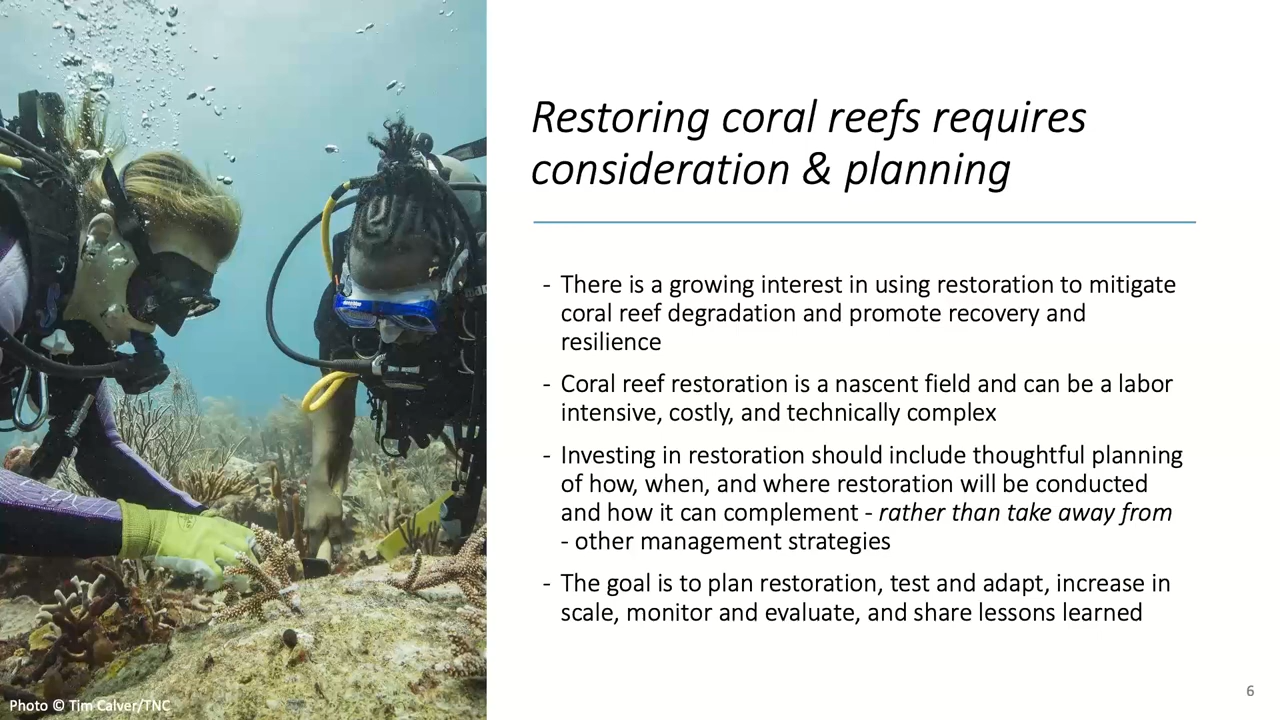 Restoring coral reefs requires
consideration & planning
- There is a growing interest in using restoration to mitigate
coral reef degradation and promote recovery and
resilience
- Coral reef restoration is a nascent field and can be a labor
intensive, costly, and technically complex
- Investing in restoration should include thoughtful planning
of how, when, and where restoration will be conducted
and how it can complement - rather than take away from
- other management strategies
- The goal is to plan restoration, test and adapt, increase in
scale, monitor and evaluate, and share lessons learned
Photo © Tim Calver/TNC
6